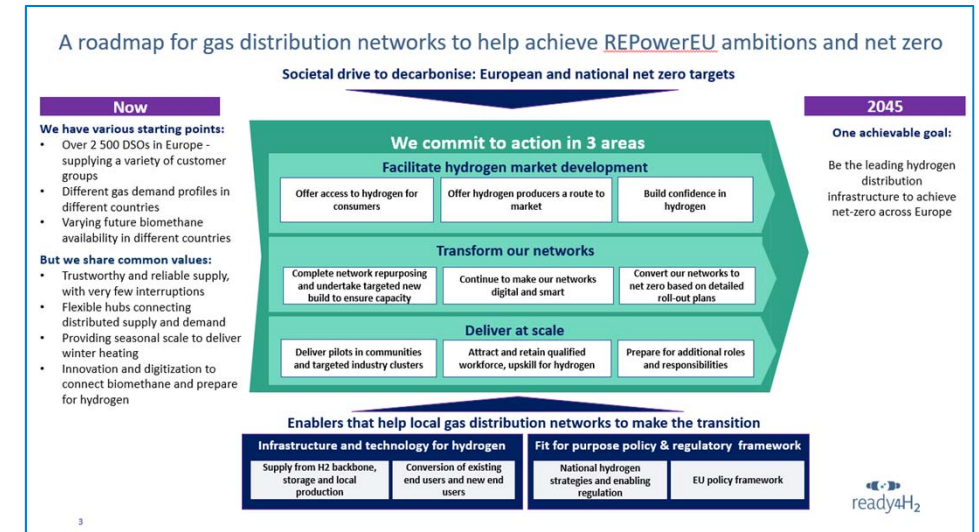 A roadmap for gas distribution networks to help achieve REPowerEU ambitions and net zero
Societal drive to decarbonise: European and national net zero targets
Now
We have various starting points:
• Over 2 500 DSOs in Europe -
supplying a variety of customer
groups
• Different gas demand profiles in
different countries
• Varying future biomethane
availability in different countries
But we share common values:
• Trustworthy and reliable supply,
with very few interruptions
• Flexible hubs connecting
distributed supply and demand
• Providing seasonal scale to deliver
winter heating
• Innovation and digitization to
connect biomethane and prepare
for hydrogen
We commit to action in 3 areas
Facilitate hydrogen market development
Offer access to hydrogen for
consumers
Offer hydrogen producers a route to
market
Build confidence in
hydrogen
Transform our networks
Complete network repurposing
and undertake targeted new
build to ensure capacity
Continue to make our networks
digital and smart
Convert our networks to
net zero based on detailed
roll-out plans
Deliver at scale
Deliver pilots in communities
and targeted industry clusters
Attract and retain qualified
workforce, upskill for hydrogen
Prepare for additional roles
and responsibilities
2045
One achievable goal:
Be the leading hydrogen
distribution
infrastructure to achieve
net-zero across Europe
Enablers that help local gas distribution networks to make the transition
Infrastructure and technology for hydrogen
Supply from H2 backbone,
storage and local
production
Conversion of existing
end users and new end
users
Fit for purpose policy & regulatory framework
National hydrogen
strategies and enabling
regulation
EU policy framework
ready4H2
3